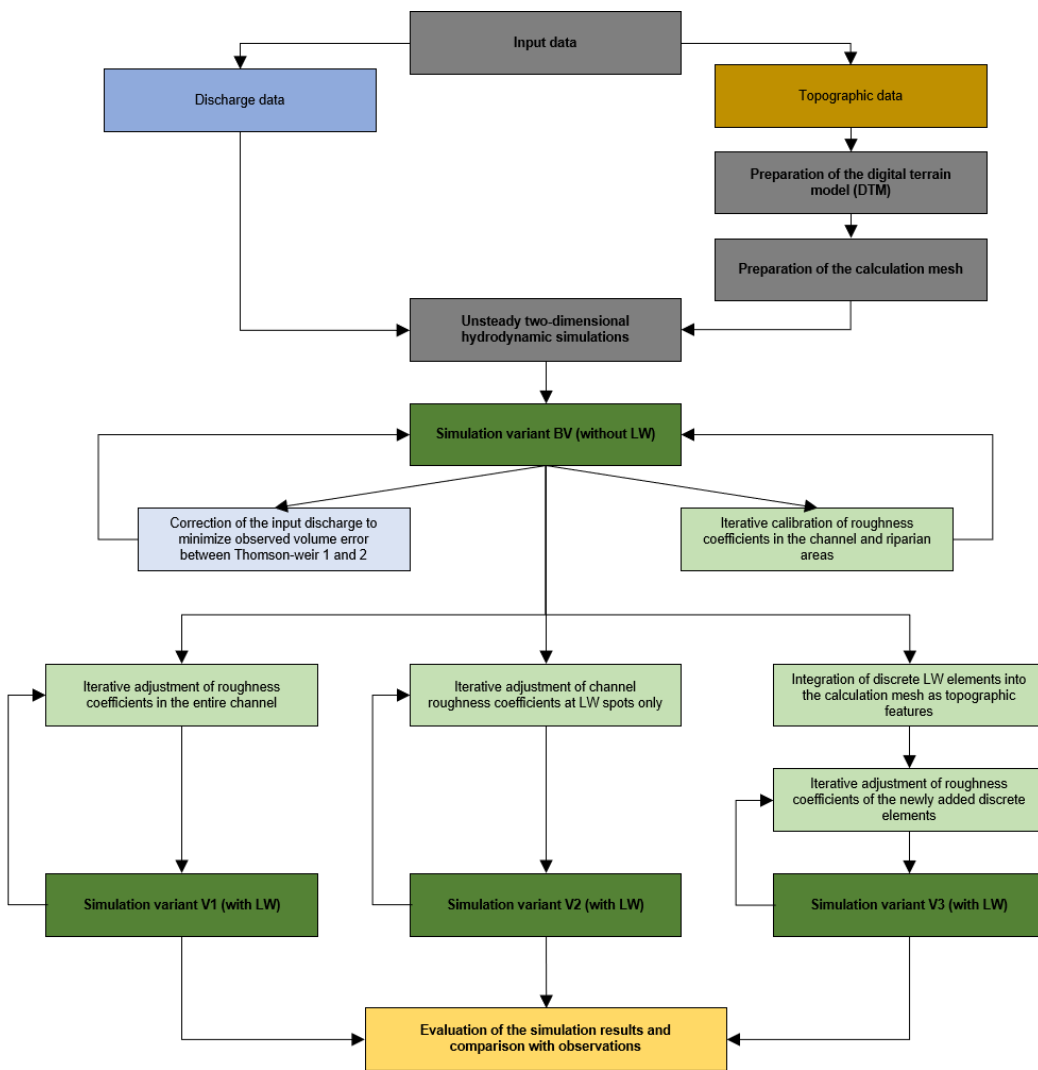 Input data
Discharge data
Topographic data
Preparation of the digital terrain
model (DTM)
Preparation of the calculation mesh
Unsteady two-dimensional
hydrodynamic simulations
Simulation variant BV (without LW)
Correction of the input discharge to
minimize observed volume error
between Thomson-weir 1 and 2
Iterative calibration of roughness
coefficients in the channel and riparian
areas
Iterative adjustment of roughness
coefficients in the entire channel
Iterative adjustment of channel
roughness coefficients at LW spots only
Integration of discrete LW elements into
the calculation mesh as topographic
features
Iterative adjustment of roughness
coefficients of the newly added discrete
elements
Simulation variant V1 (with LW)
Simulation variant V2 (with LW)
Simulation variant V3 (with LW)
Evaluation of the simulation results and
comparison with observations